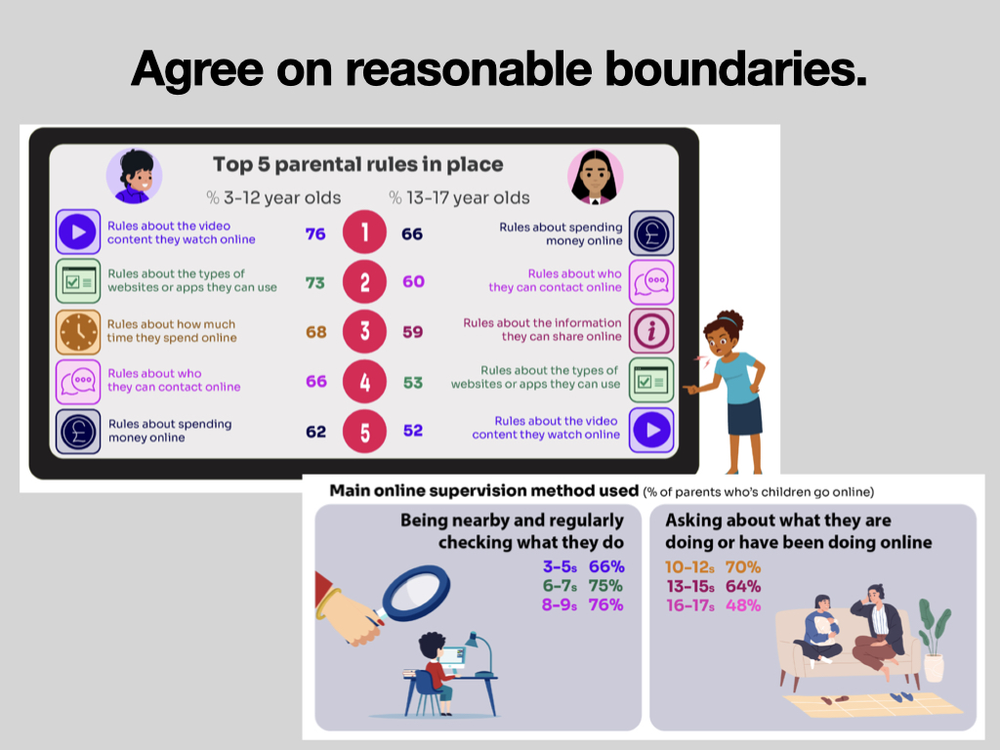 Agree on reasonable boundaries.
Top 5 parental rules in place
% 3-12 year olds
% 13-17 year olds
Rules about the video
content they watch online
76
1
66
Rules about spending
money online
Rules about the types of
websites or apps they can use
73
2
60
Rules about who
they can contact online
Rules about how much
time they spend online
68
3
59
Rules about the information
they can share online
Rules about who
they can contact online
66
4
53
Rules about the types of
websites or apps they can use
Rules about spending
money online
62
5
52
Rules about the video
content they watch online
Main online supervision method used (% of parents who's children go online)
Being nearby and regularly
checking what they do
3-5s 66%
6-7s 75%
8-9s 76%
Asking about what they are
doing or have been doing online
10-12s 70%
13-15s 64%
16-17s 48%